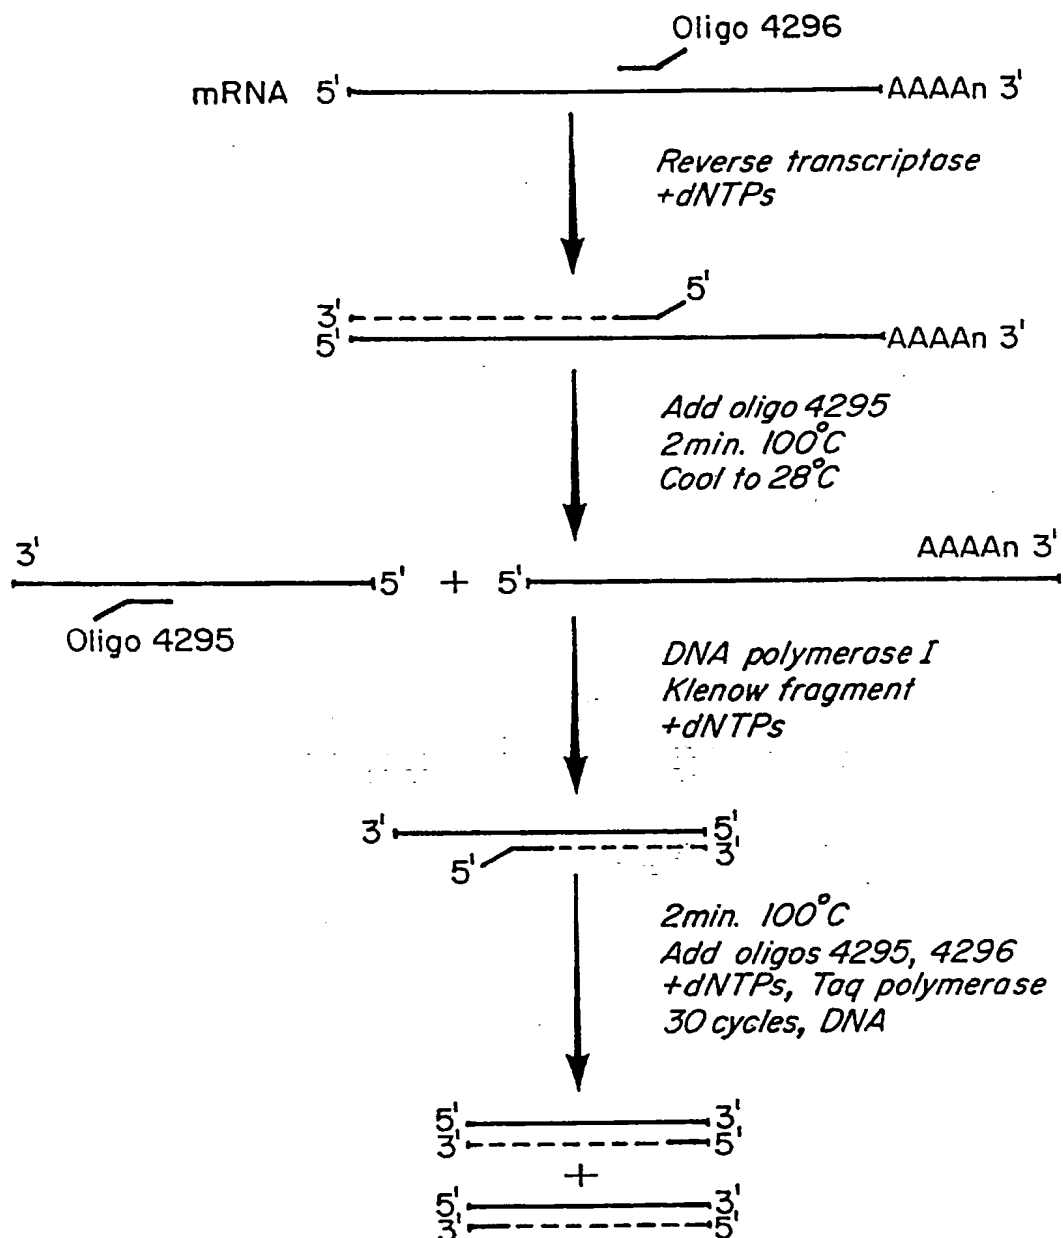 Oligo 4296
mRNA 5' AAAAn 3'
Reverse transcriptase
+dNTPs
5'
3'
5' AAAAn 3'
Add oligo 4295
2min. 100°C
Cool to 28°C
3' AAAAn 3'
5' + 5'
Oligo 4295
DNA polymerase I
Klenow fragment
+dNTPs
3' 5'
5' 3'
2min. 100°C
Add oligos 4295, 4296
+dNTPs, Taq polymerase
30 cycles, DNA
5' 3'
3' 5'
+
5' 3'
3' 5'